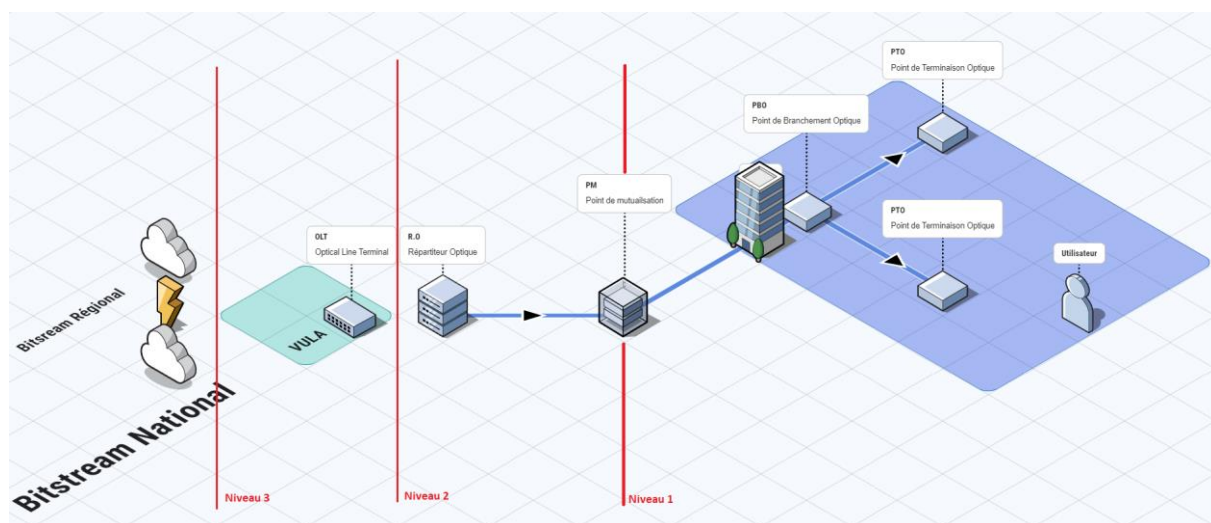 PTO
Point de Terminaison Optique
PBO
Point de Branchement Optique
PM
Point de mutualisation
PTO
Point de Terminaison Optique
OLT
Optical Line Terminal
R.O
Répartiteur Optique
Utilisateur
Bitsream Régional
VULA
Bitstream National
Niveau 3
Niveau 2
Niveau 1